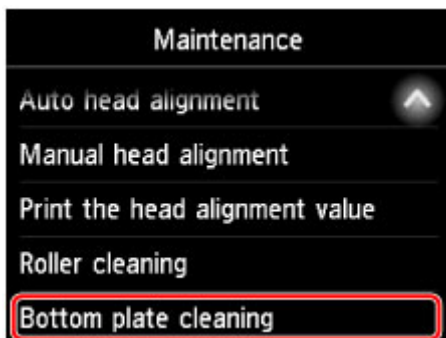 Maintenance
Auto head alignment
Manual head alignment
Print the head alignment value
Roller cleaning
Bottom plate cleaning